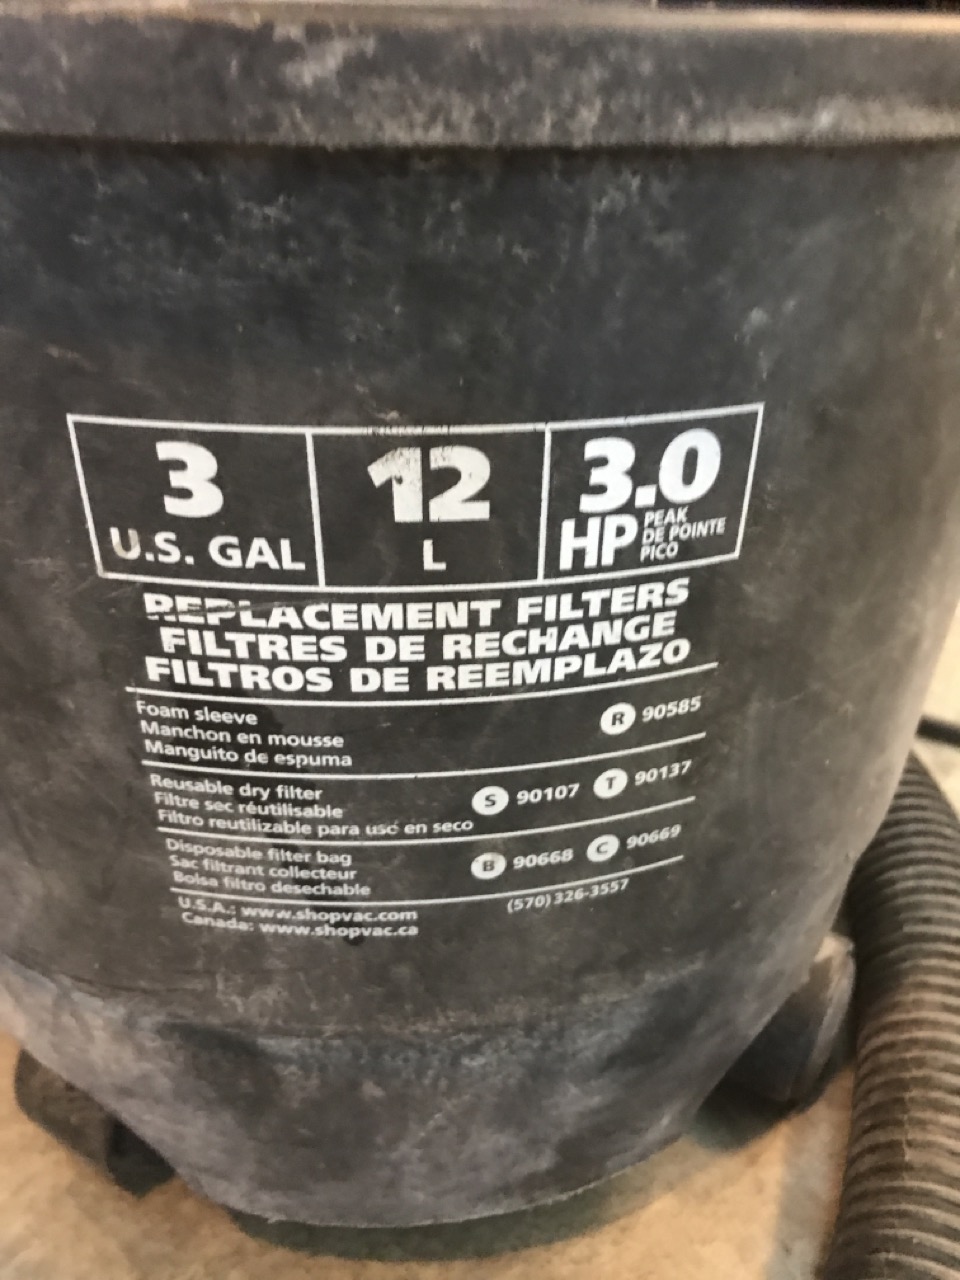 3
U.S. GAL
12
L
3.0
HP PEAK
DE POINTE
PICO
REPLACEMENT FILTERS
FILTRES DE RECHANGE
FILTROS DE REEMPLAZO
Foam sleeve
Manchon en mousse
Manguito de espuma
R 90585
Reusable dry filter
Filtre sec réutilisable
Filtro reutilizable para uso en seco
S 90107 T 90137
Disposable filter bag
Sac filtrant collecteur
Bolsa filtro desechable
B 90668 C 90669
U.S.A.: www.shopvac.com
Canada: www.shopvac.ca
(570) 326-3557